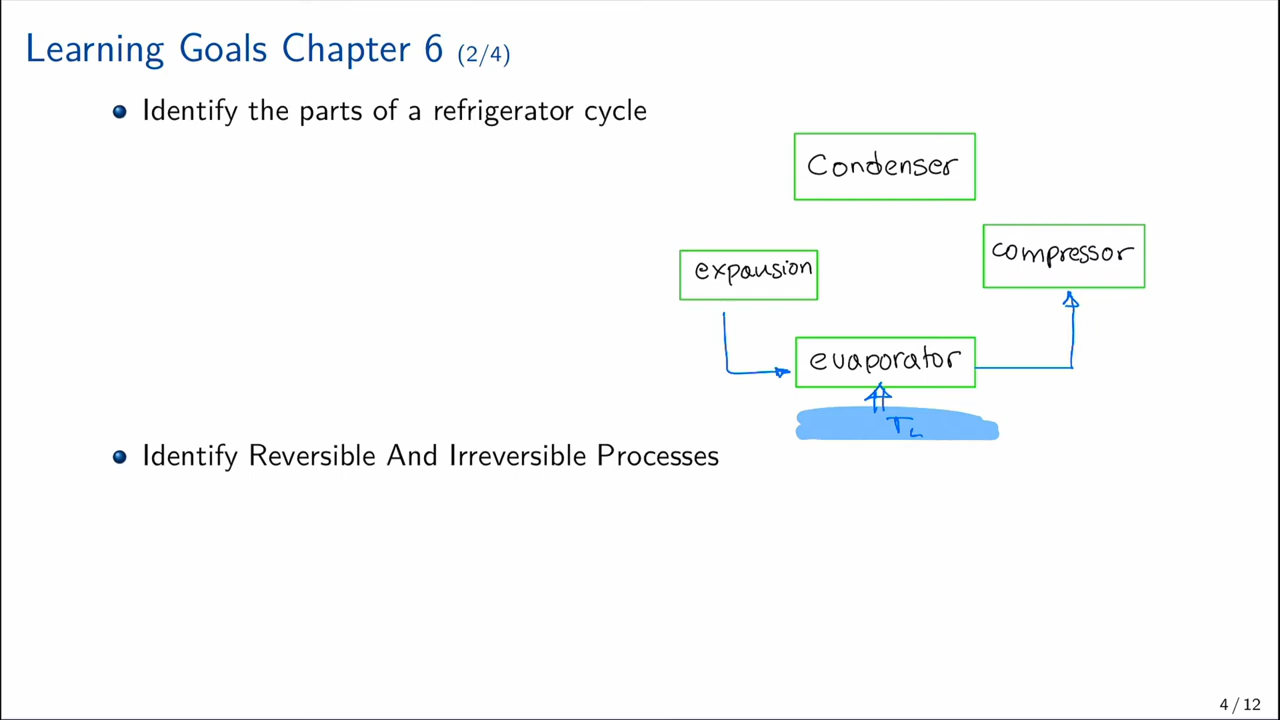 Learning Goals Chapter 6 (2/4)
Identify the parts of a refrigerator cycle
Condenser
compressor
expansion
evaporator
TL
Identify Reversible And Irreversible Processes
4 / 12